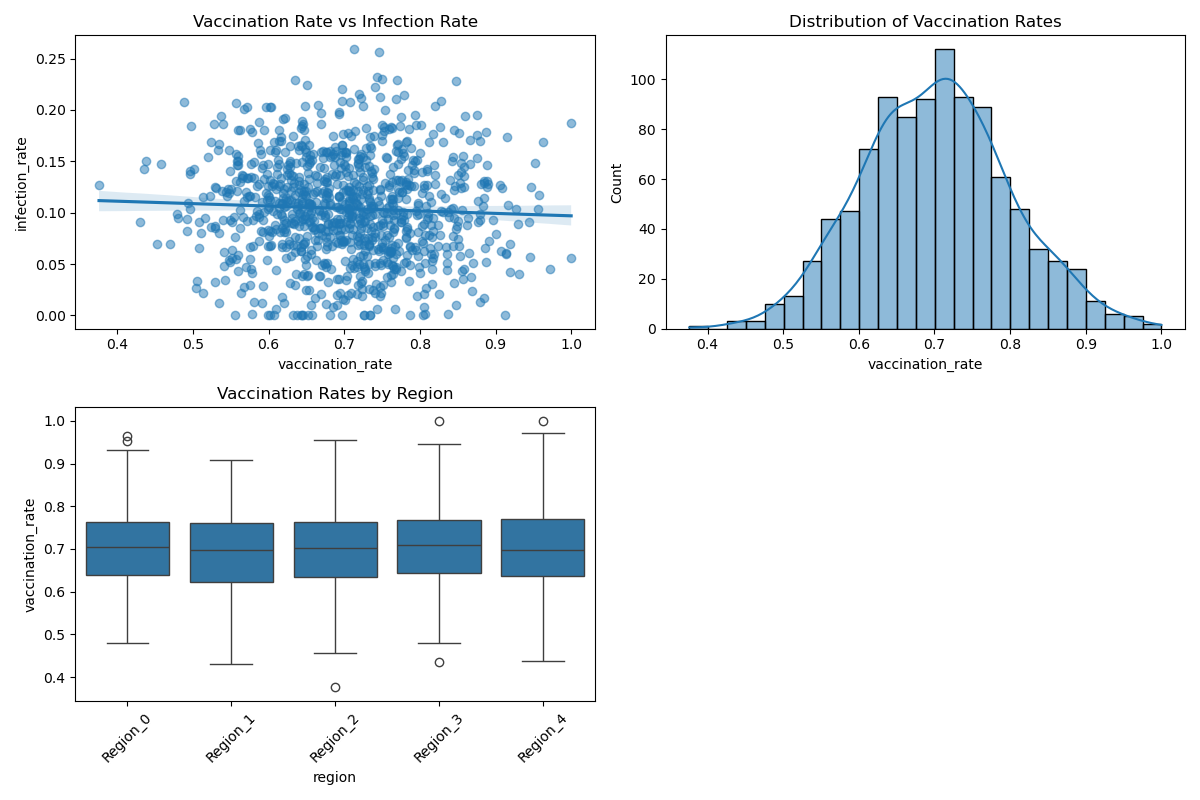 Vaccination Rate vs Infection Rate
infection_rate
0.25
0.20
0.15
0.10
0.05
0.00
0.4 0.5 0.6 0.7 0.8 0.9 1.0
vaccination_rate
Distribution of Vaccination Rates
Count
100
80
60
40
20
0
0.4 0.5 0.6 0.7 0.8 0.9 1.0
vaccination_rate
Vaccination Rates by Region
vaccination_rate
1.0
0.9
0.8
0.7
0.6
0.5
0.4
Region_0 Region_1 Region_2 Region_3 Region_4
region